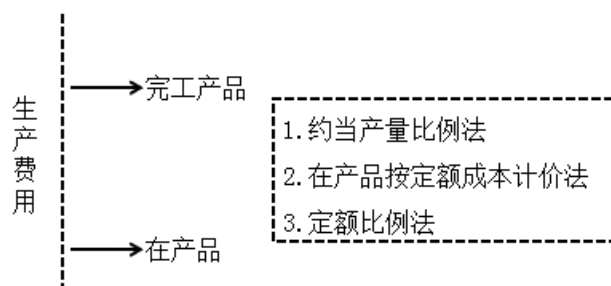 生产费用
完工产品
1.约当产量比例法
2.在产品按定额成本计价法
3.定额比例法
在产品